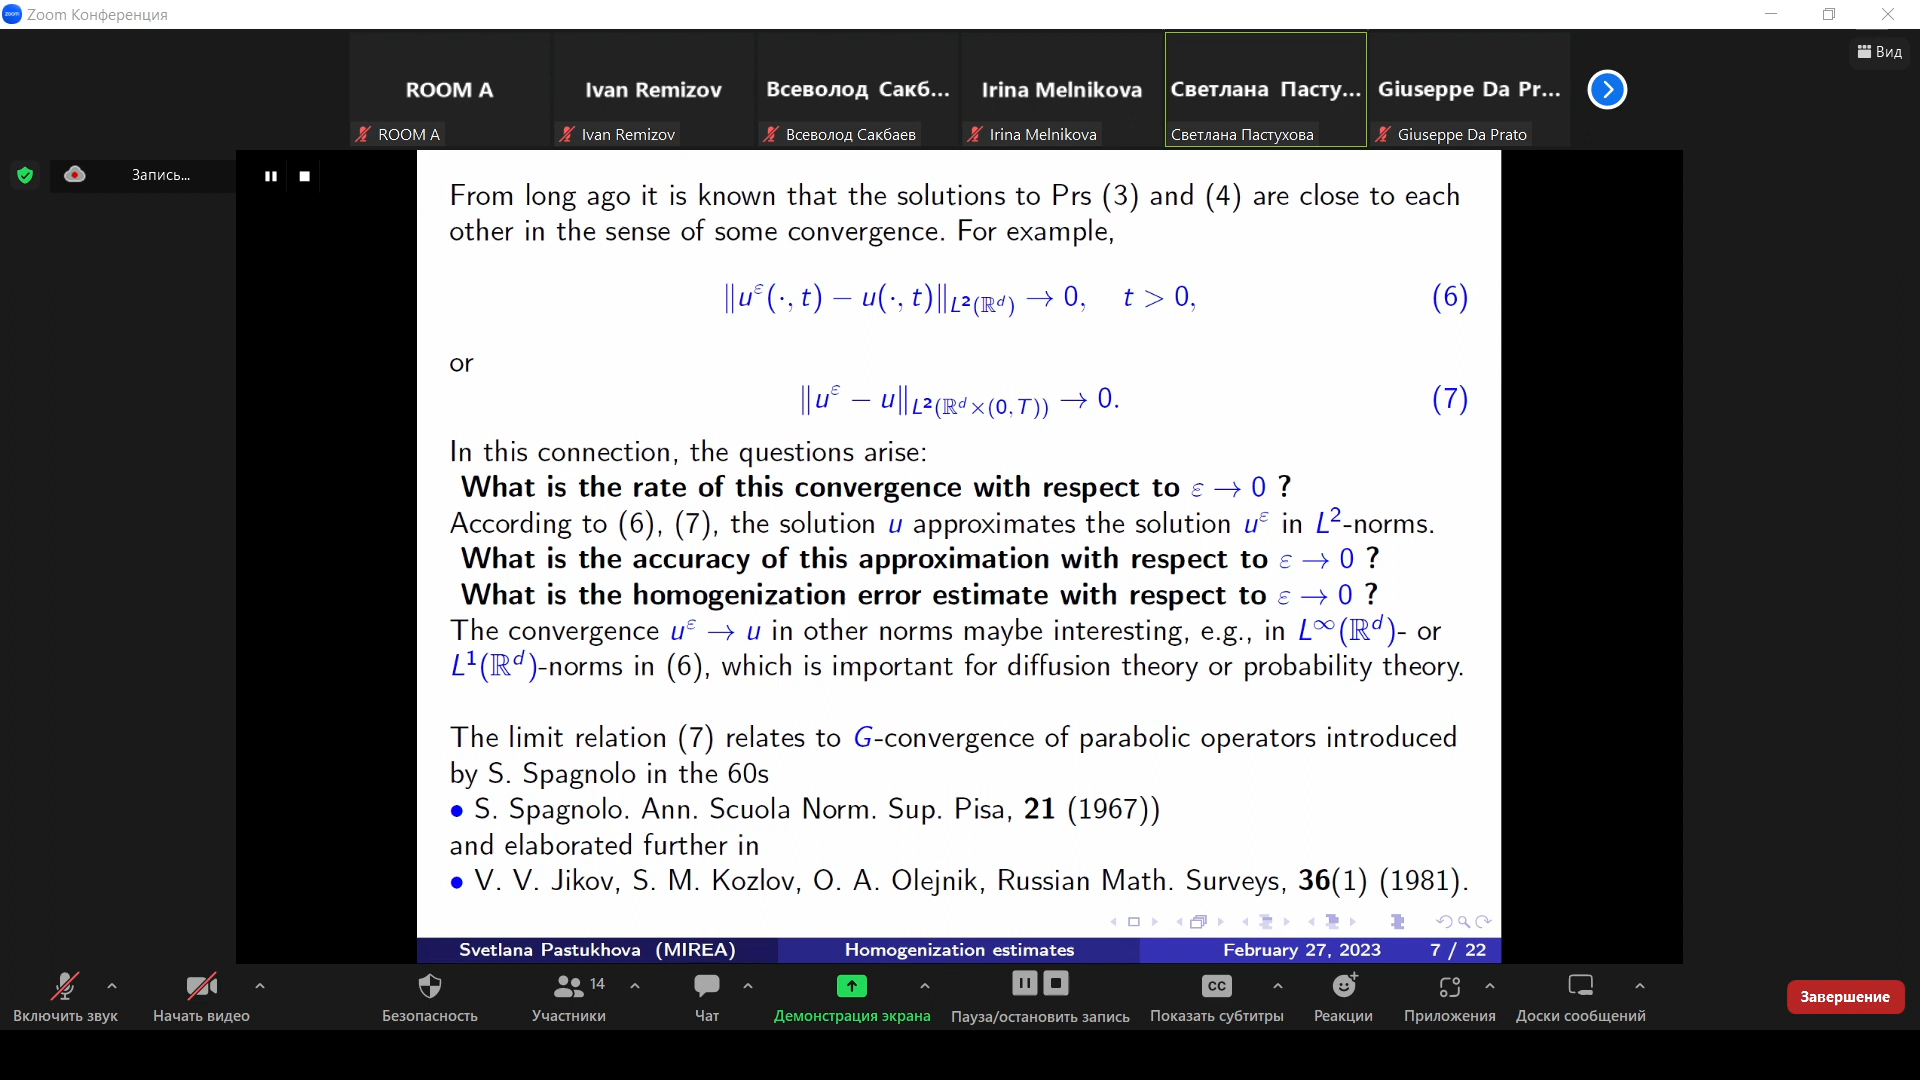 Zoom Конференция
Вид
ROOM A
Ivan Remizov
Всеволод Сакб...
Irina Melnikova
Светлана Пасту...
Giuseppe Da Pr...
ROOM A
Ivan Remizov
Всеволод Сакбаев
Irina Melnikova
Светлана Пастухова
Giuseppe Da Prato
Запись...
From long ago it is known that the solutions to Prs (3) and (4) are close to each
other in the sense of some convergence. For example,
‖u^ε(·, t) − u(·, t)‖_{L²(ℝ^d)} → 0, t > 0, (6)
or
‖u^ε − u‖_{L²(ℝ^d×(0,T))} → 0. (7)
In this connection, the questions arise:
What is the rate of this convergence with respect to ε → 0 ?
According to (6), (7), the solution u approximates the solution u^ε in L²-norms.
What is the accuracy of this approximation with respect to ε → 0 ?
What is the homogenization error estimate with respect to ε → 0 ?
The convergence u^ε → u in other norms maybe interesting, e.g., in L^∞(ℝ^d)- or
L¹(ℝ^d)-norms in (6), which is important for diffusion theory or probability theory.
The limit relation (7) relates to G-convergence of parabolic operators introduced
by S. Spagnolo in the 60s
• S. Spagnolo. Ann. Scuola Norm. Sup. Pisa, 21 (1967))
and elaborated further in
• V. V. Jikov, S. M. Kozlov, O. A. Olejnik, Russian Math. Surveys, 36(1) (1981).
Svetlana Pastukhova (MIREA) Homogenization estimates February 27, 2023 7 / 22
14
CC
Включить звук
Начать видео
Безопасность
Участники
Чат
Демонстрация экрана
Пауза/остановить запись
Показать субтитры
Реакции
Приложения
Доски сообщений
Завершение